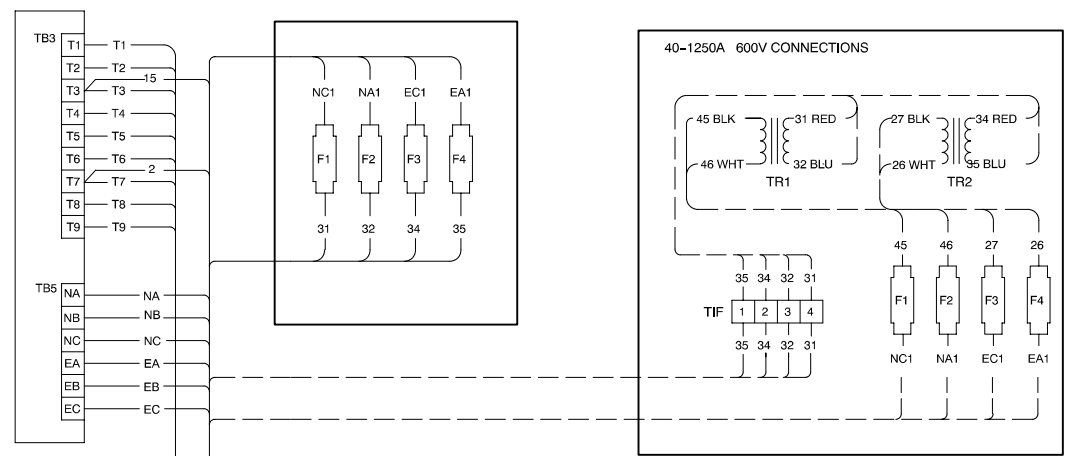 40-1250A 600V CONNECTIONS
TB3
T1 T1
T2 T2
15
T3 T3
T4 T4
T5 T5
T6 T6
2
T7 T7
T8 T8
T9 T9
TB5
NA NA
NB NB
NC NC
EA EA
EB EB
EC EC
NC1 NA1 EC1 EA1
F1 F2 F3 F4
31 32 34 35
45 BLK 31 RED
46 WHT 32 BLU
TR1
27 BLK 34 RED
26 WHT 35 BLU
TR2
35 34 32 31
TIF 1 2 3 4
35 34 32 31
45 46 27 26
F1 F2 F3 F4
NC1 NA1 EC1 EA1